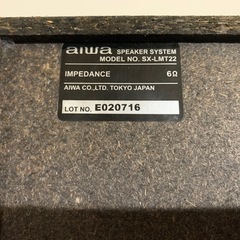 aiwa SPEAKER SYSTEM
MODEL NO. SX-LMT22
IMPEDANCE 6Ω
AIWA CO.,LTD. TOKYO JAPAN
LOT NO. E020716